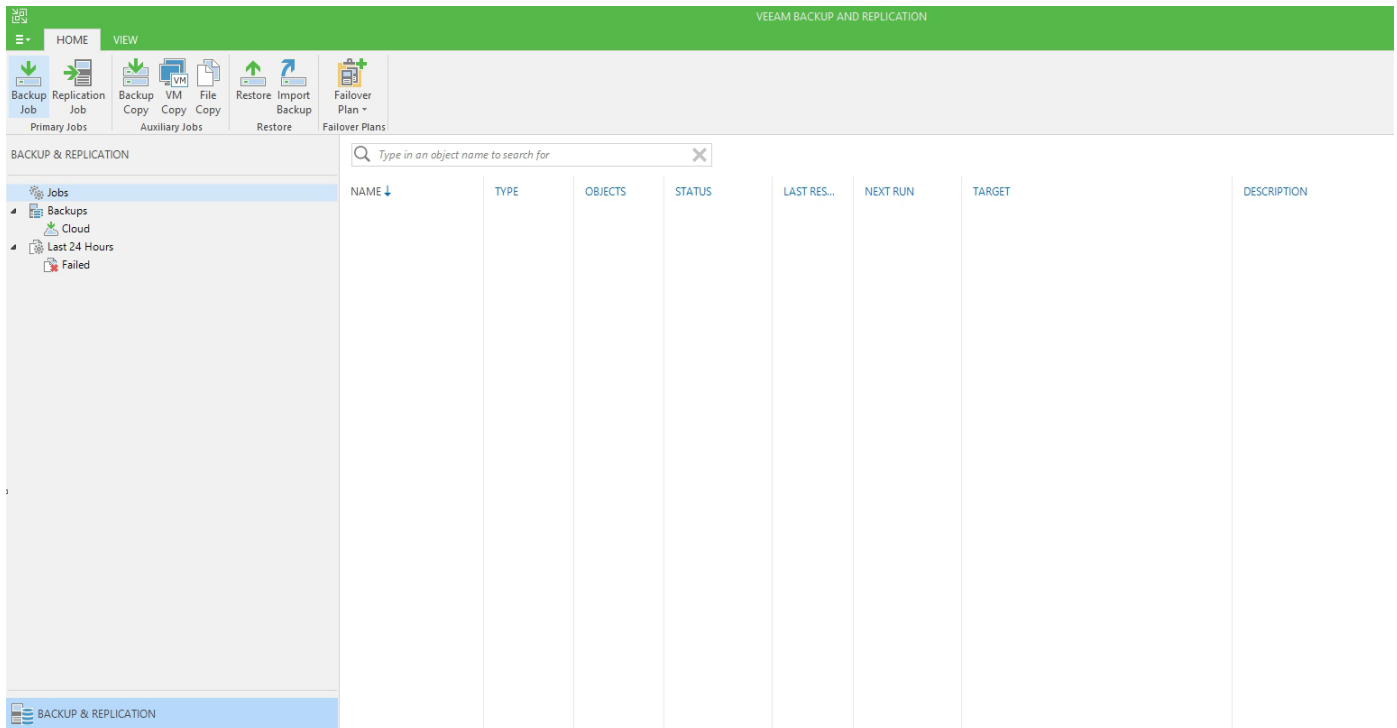 VEEAM BACKUP AND REPLICATION
HOME VIEW
Backup Job
Replication Job
Backup Copy
VM
VM Copy
File Copy
Restore
Import Backup
Failover Plan
Primary Jobs
Auxiliary Jobs
Restore
Failover Plans
BACKUP & REPLICATION
Type in an object name to search for
Jobs
Backups
Cloud
Last 24 Hours
Failed
NAME TYPE OBJECTS STATUS LAST RES... NEXT RUN TARGET DESCRIPTION
BACKUP & REPLICATION